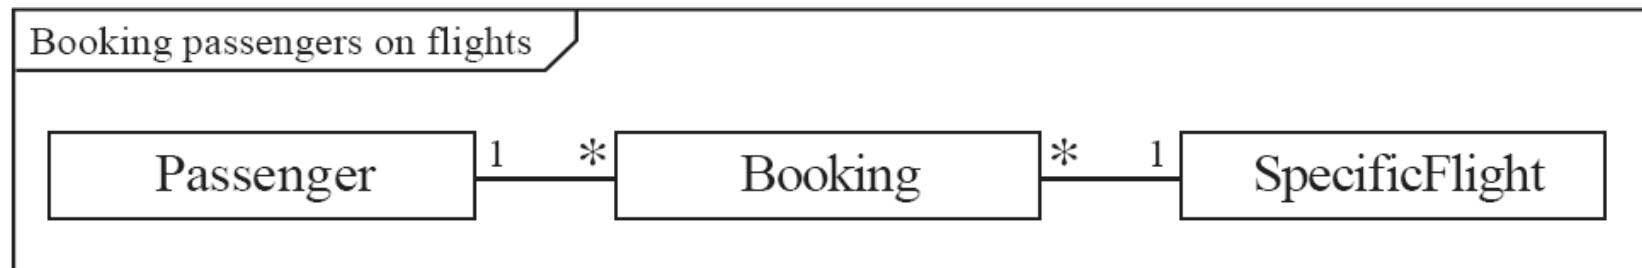 Booking passengers on flights
Passenger 1 * Booking * 1 SpecificFlight